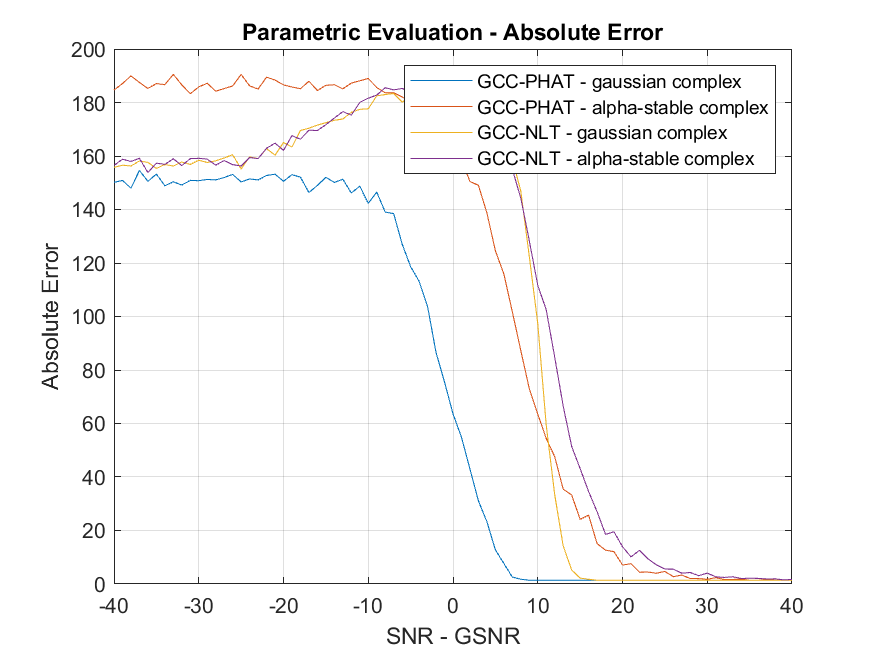 Parametric Evaluation - Absolute Error
200
180
160
140
120
100
80
60
40
20
0
Absolute Error
GCC-PHAT - gaussian complex
GCC-PHAT - alpha-stable complex
GCC-NLT - gaussian complex
GCC-NLT - alpha-stable complex
-40 -30 -20 -10 0 10 20 30 40
SNR - GSNR